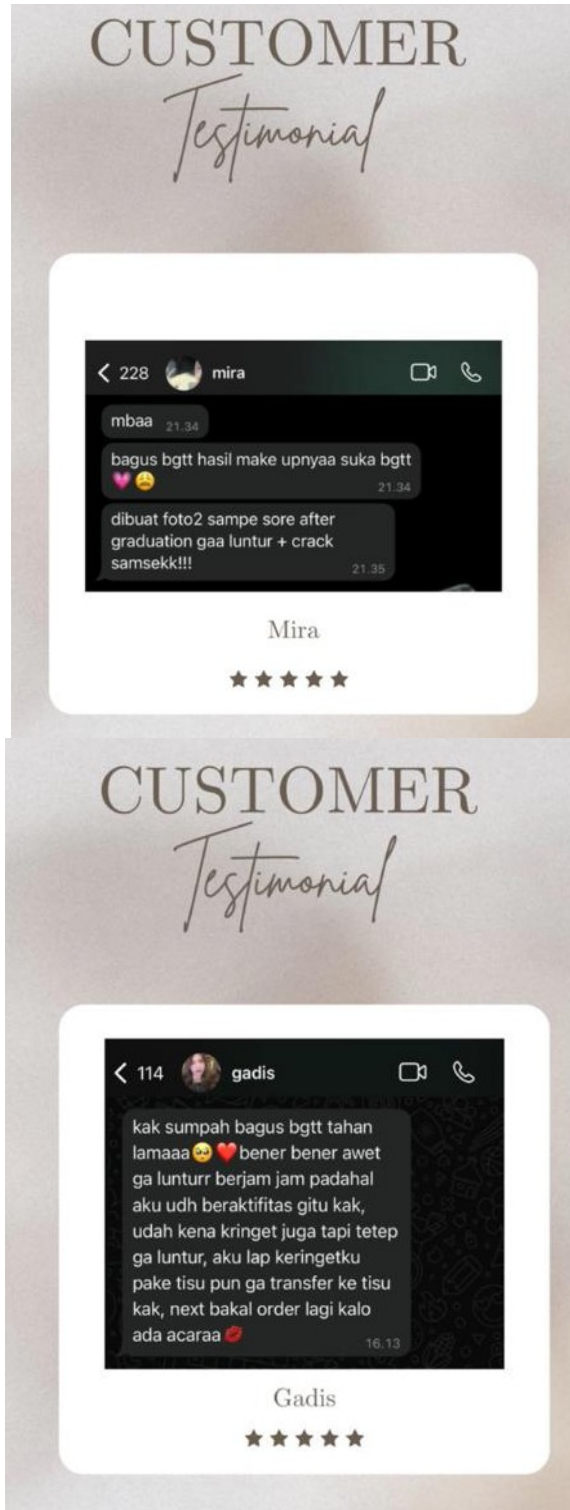 CUSTOMER
Testimonial
228 mira
mbaa 21.34
bagus bgtt hasil make upnyaa suka bgtt
💗😩 21.34
dibuat foto2 sampe sore after
graduation gaa luntur + crack
samsekk!!! 21.35
Mira
★★★★★
CUSTOMER
Testimonial
114 gadis
kak sumpah bagus bgtt tahan
lamaaa🥺❤️bener bener awet
ga lunturr berjam jam padahal
aku udh beraktifitas gitu kak,
udah kena kringet juga tapi tetep
ga luntur, aku lap keringetku
pake tisu pun ga transfer ke tisu
kak, next bakal order lagi kalo
ada acaraa💋 16.13
Gadis
★★★★★